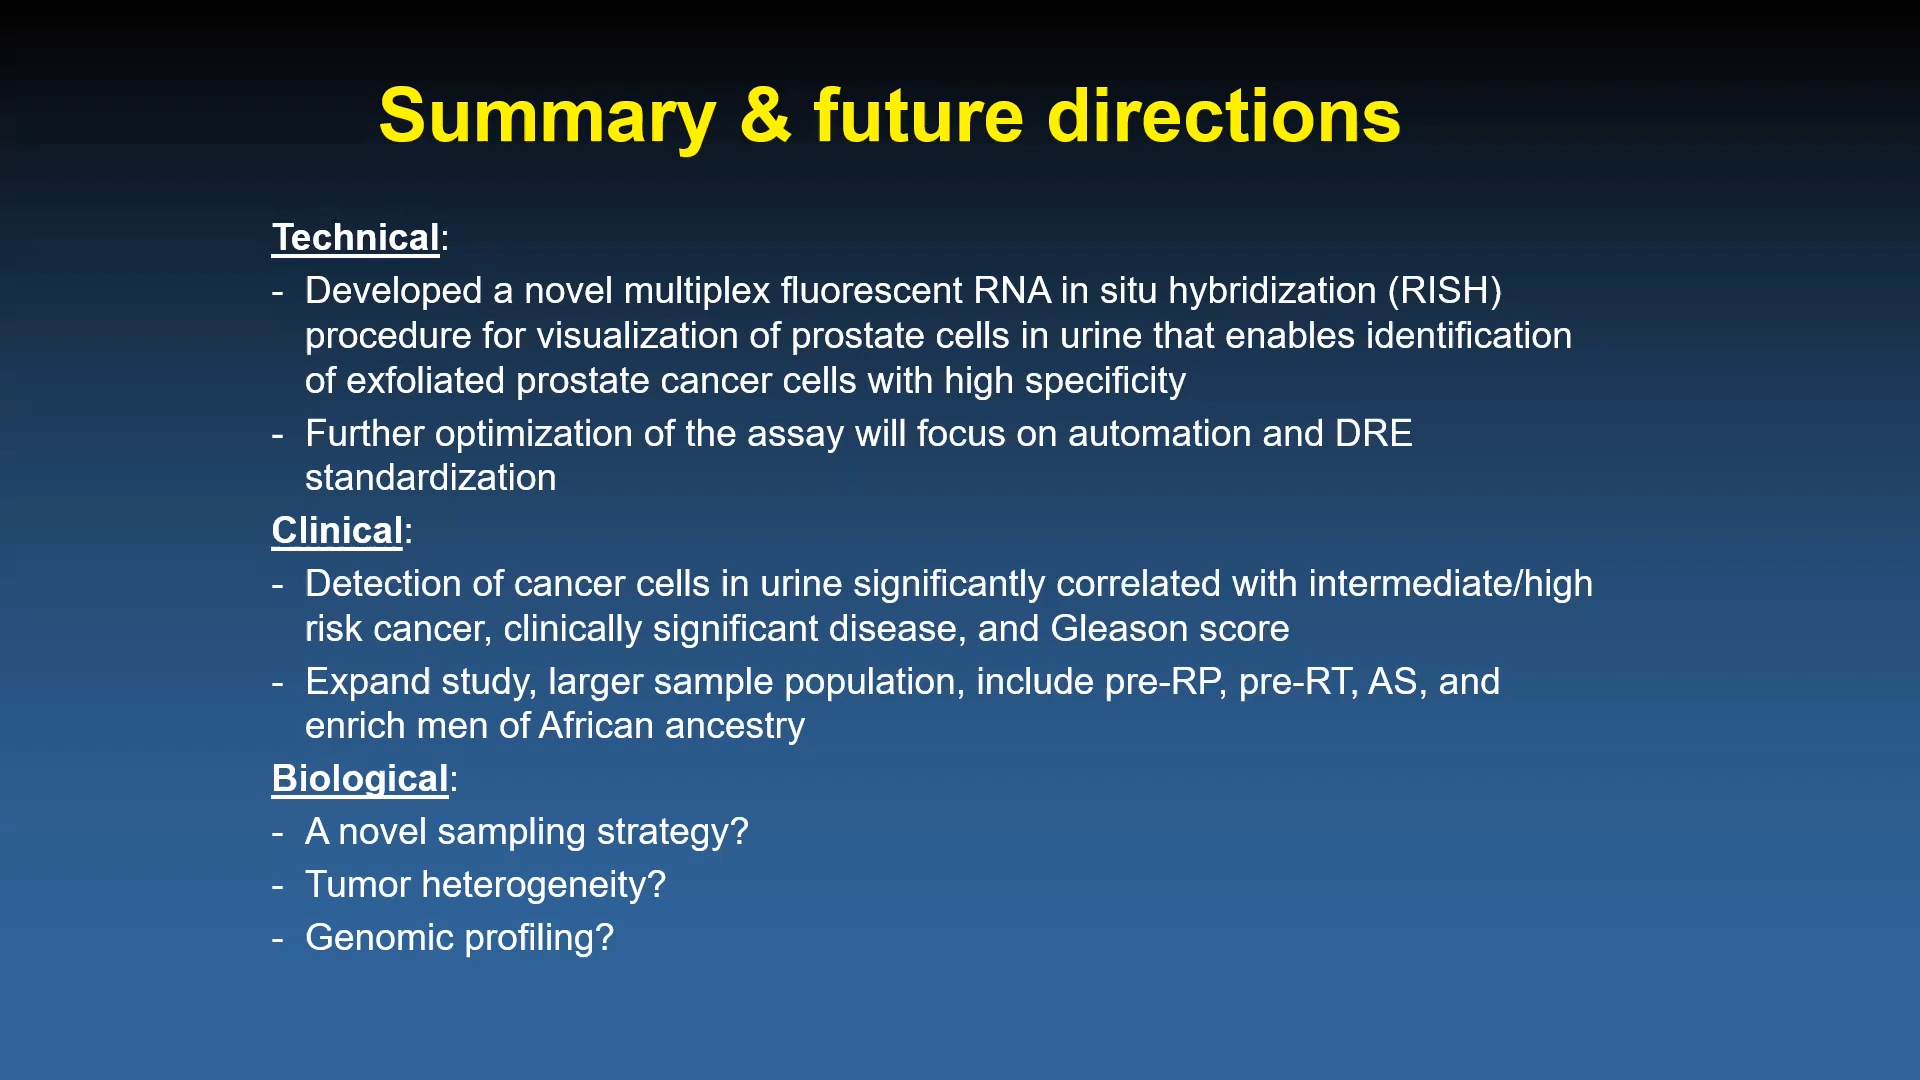 Summary & future directions
Technical:
- Developed a novel multiplex fluorescent RNA in situ hybridization (RISH)
procedure for visualization of prostate cells in urine that enables identification
of exfoliated prostate cancer cells with high specificity
- Further optimization of the assay will focus on automation and DRE
standardization
Clinical:
- Detection of cancer cells in urine significantly correlated with intermediate/high
risk cancer, clinically significant disease, and Gleason score
- Expand study, larger sample population, include pre-RP, pre-RT, AS, and
enrich men of African ancestry
Biological:
- A novel sampling strategy?
- Tumor heterogeneity?
- Genomic profiling?